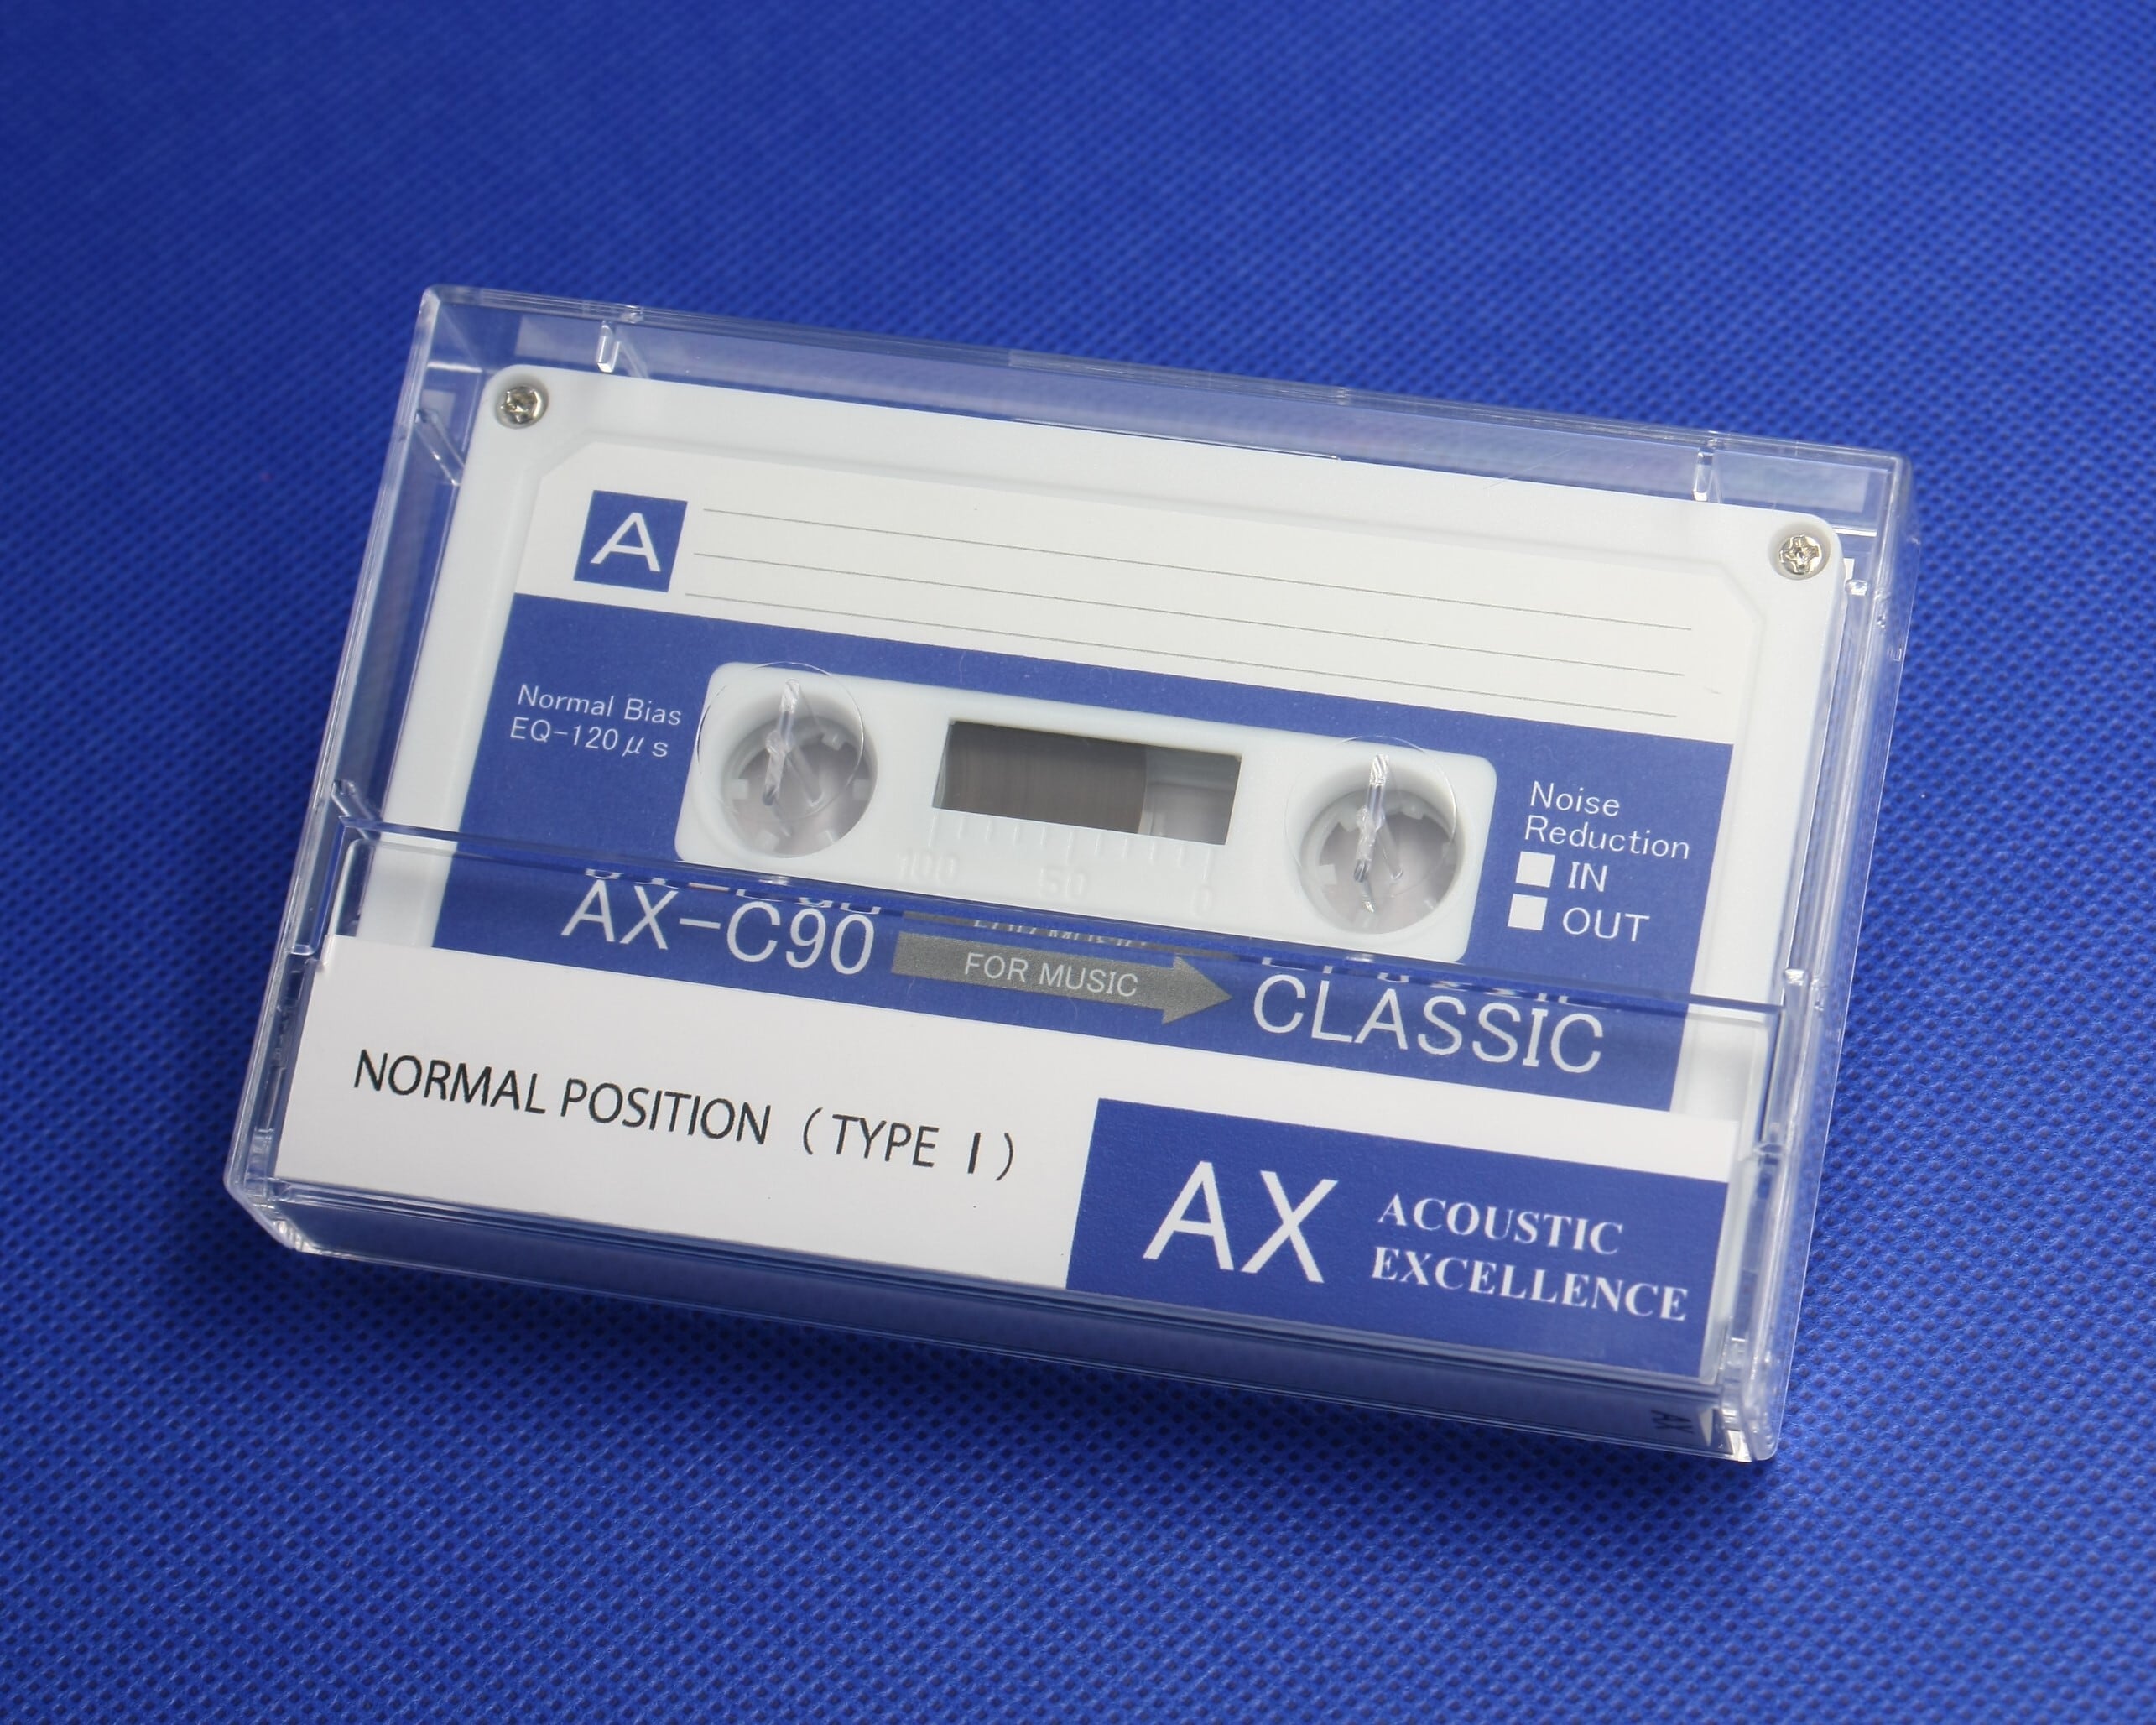 A
Normal Bias
EQ-120μs
Noise
Reduction
IN
OUT
100 50 0
AX-C90 FOR MUSIC CLASSIC
NORMAL POSITION (TYPE I)
AX ACOUSTIC
EXCELLENCE